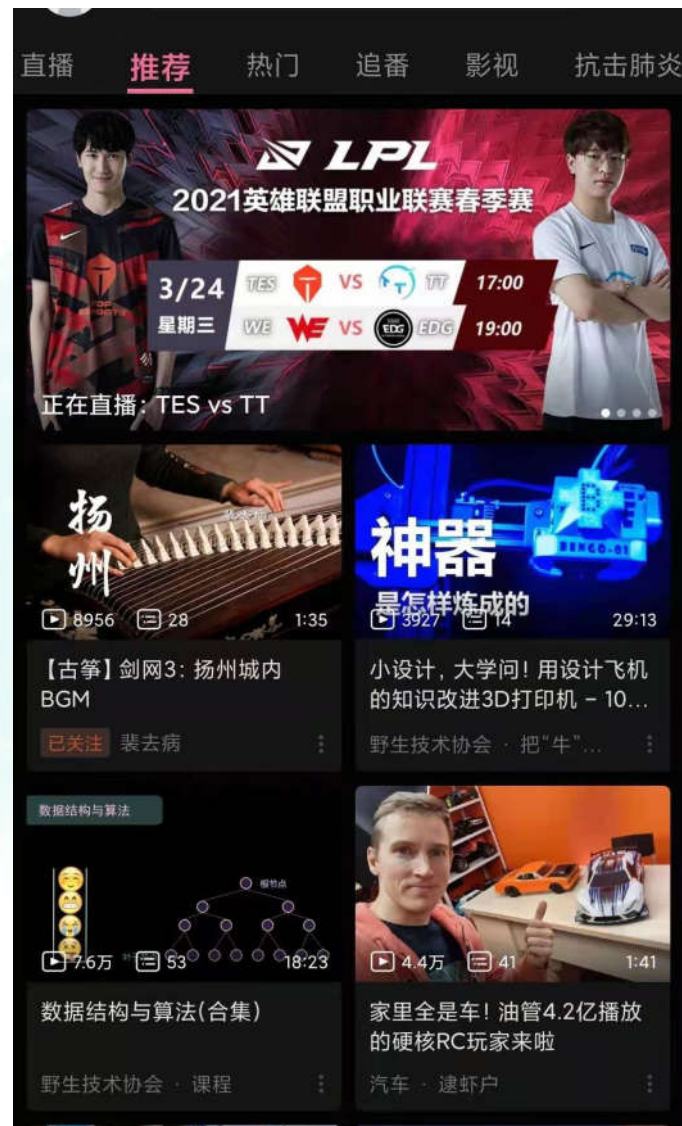 直播 推荐 热门 追番 影视 抗击肺炎
LPL
2021英雄联盟职业联赛春季赛
3/24 TES VS TT 17:00
星期三 WE WE VS EDG EDG 19:00
TOP
ESPORTS
正在直播：TES vs TT
扬州
8956 28 1:35
【古筝】剑网3：扬州城内
BGM
已关注 裴去病
神器
是怎样炼成的
BENGO-01
3927 14 29:13
小设计，大学问！用设计飞机
的知识改进3D打印机 – 10...
野生技术协会 · 把“牛”...
数据结构与算法
根节点
7.6万 53 18:23
数据结构与算法(合集)
野生技术协会 · 课程
4.4万 41 1:41
家里全是车！油管4.2亿播放
的硬核RC玩家来啦
汽车 · 逮虾户